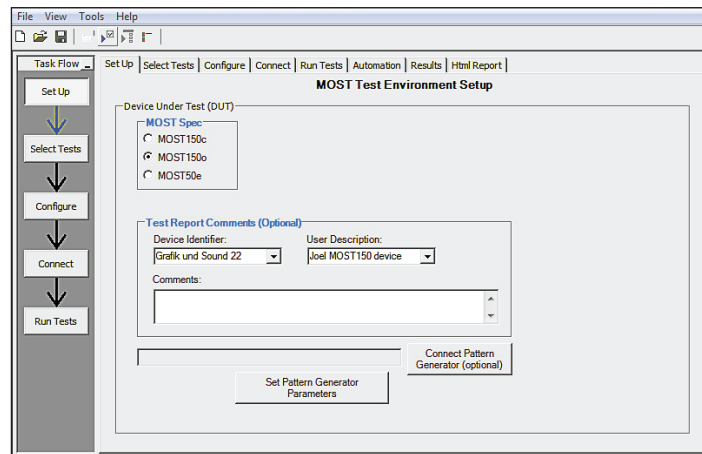 File View Tools Help
Task Flow
Set Up
Select Tests
Configure
Connect
Run Tests
Set Up Select Tests Configure Connect Run Tests Automation Results Html Report
MOST Test Environment Setup
Device Under Test (DUT)
MOST Spec
MOST150c
MOST150o
MOST50e
Test Report Comments (Optional)
Device Identifier: User Description:
Grafik und Sound 22 Joel MOST150 device
Comments:
Connect Pattern
Generator (optional)
Set Pattern Generator
Parameters